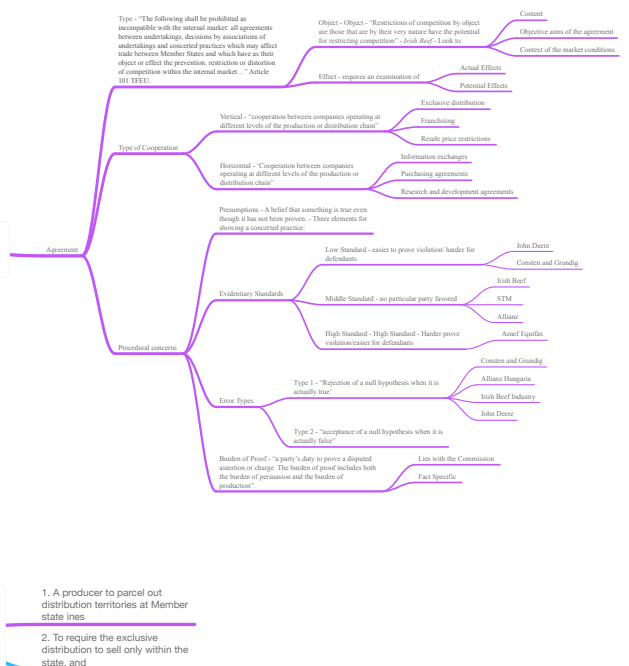 Agreement
Type - “The following shall be prohibited as
incompatible with the internal market: all agreements
between undertakings, decisions by associations of
undertakings and concerted practices which may affect
trade between Member States and which have as their
object or effect the prevention, restriction or distortion
of competition within the internal market…” Article
101 TFEU.
Object - Object - “Restrictions of competition by object
are those that are by their very nature have the potential
for restricting competition” - Irish Beef - Look to:
Content
Objective aims of the agreement
Context of the market conditions
Effect - requires an examination of
Actual Effects
Potential Effects
Type of Cooperation
Vertical - “cooperation between companies operating at
different levels of the production or distribution chain”
Exclusive distribution
Franchising
Resale price restrictions
Horizontal - ‘Cooperation between companies
operating at different levels of the production or
distribution chain”
Information exchanges
Purchasing agreements
Research and development agreements
Procedural concerns
Presumptions - A belief that something is true even
though it has not been proven. - Three elements for
showing a concerted practice:
Evidentiary Standards
Low Standard - easier to prove violation/ harder for
defendants
John Deere
Consten and Grundig
Middle Standard - no particular party favored
Irish Beef
STM
Allianz
High Standard - High Standard - Harder prove
violation/easier for defendants
Asnef Equifax
Error Types
Type 1 - “Rejection of a null hypothesis when it is
actually true’
Consten and Grundig
Allianz Hungaria
Irish Beef Industry
John Deere
Type 2 - “acceptance of a null hypothesis when it is
actually false”
Burden of Proof - “a party’s duty to prove a disputed
assertion or charge. The burden of proof includes both
the burden of persuasion and the burden of
production”.
Lies with the Commission
Fact Specific
1. A producer to parcel out
distribution territories at Member
state ines
2. To require the exclusive
distribution to sell only within the
state, and